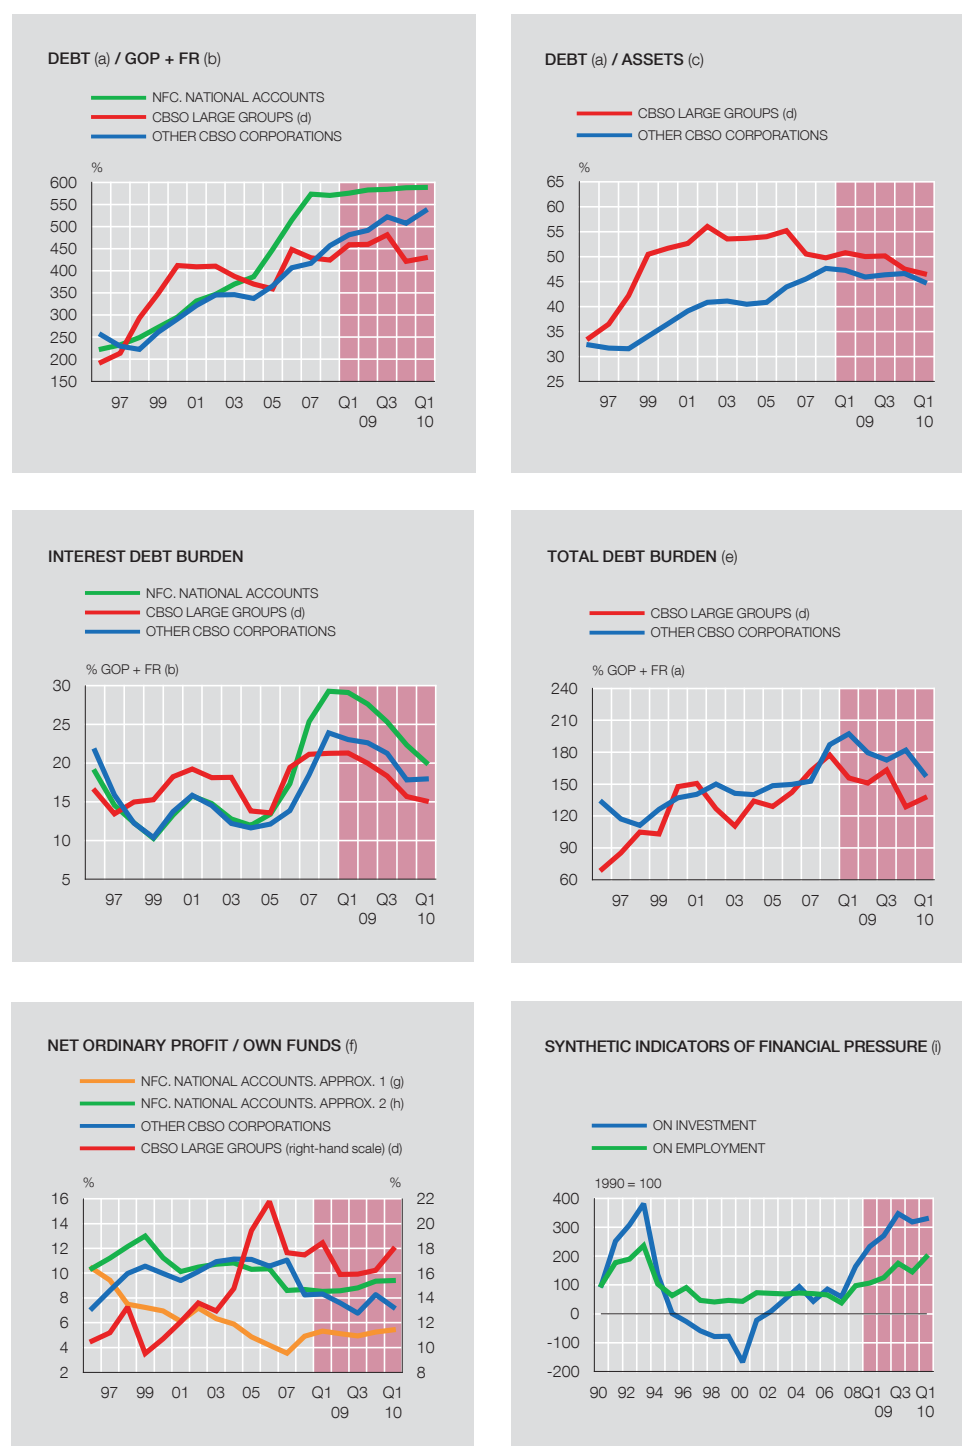 DEBT (a) / GOP + FR (b)
NFC. NATIONAL ACCOUNTS
CBSO LARGE GROUPS (d)
OTHER CBSO CORPORATIONS
%
600
550
500
450
400
350
300
250
200
150
97 99 01 03 05 07 Q1 Q3 Q1
09 10
DEBT (a) / ASSETS (c)
CBSO LARGE GROUPS (d)
OTHER CBSO CORPORATIONS
%
65
60
55
50
45
40
35
30
25
97 99 01 03 05 07 Q1 Q3 Q1
09 10
INTEREST DEBT BURDEN
NFC. NATIONAL ACCOUNTS
CBSO LARGE GROUPS (d)
OTHER CBSO CORPORATIONS
% GOP + FR (b)
30
25
20
15
10
5
97 99 01 03 05 07 Q1 Q3 Q1
09 10
TOTAL DEBT BURDEN (e)
CBSO LARGE GROUPS (d)
OTHER CBSO CORPORATIONS
% GOP + FR (a)
240
210
180
150
120
90
60
97 99 01 03 05 07 Q1 Q3 Q1
09 10
NET ORDINARY PROFIT / OWN FUNDS (f)
NFC. NATIONAL ACCOUNTS. APPROX. 1 (g)
NFC. NATIONAL ACCOUNTS. APPROX. 2 (h)
OTHER CBSO CORPORATIONS
CBSO LARGE GROUPS (right-hand scale) (d)
% %
16 22
14 20
12 18
10 16
8 14
6 12
4 10
2 8
97 99 01 03 05 07 Q1 Q3 Q1
09 10
SYNTHETIC INDICATORS OF FINANCIAL PRESSURE (i)
ON INVESTMENT
ON EMPLOYMENT
1990 = 100
400
300
200
100
0
-100
-200
90 92 94 96 98 00 02 04 06 08 Q1 Q3 Q1
09 10